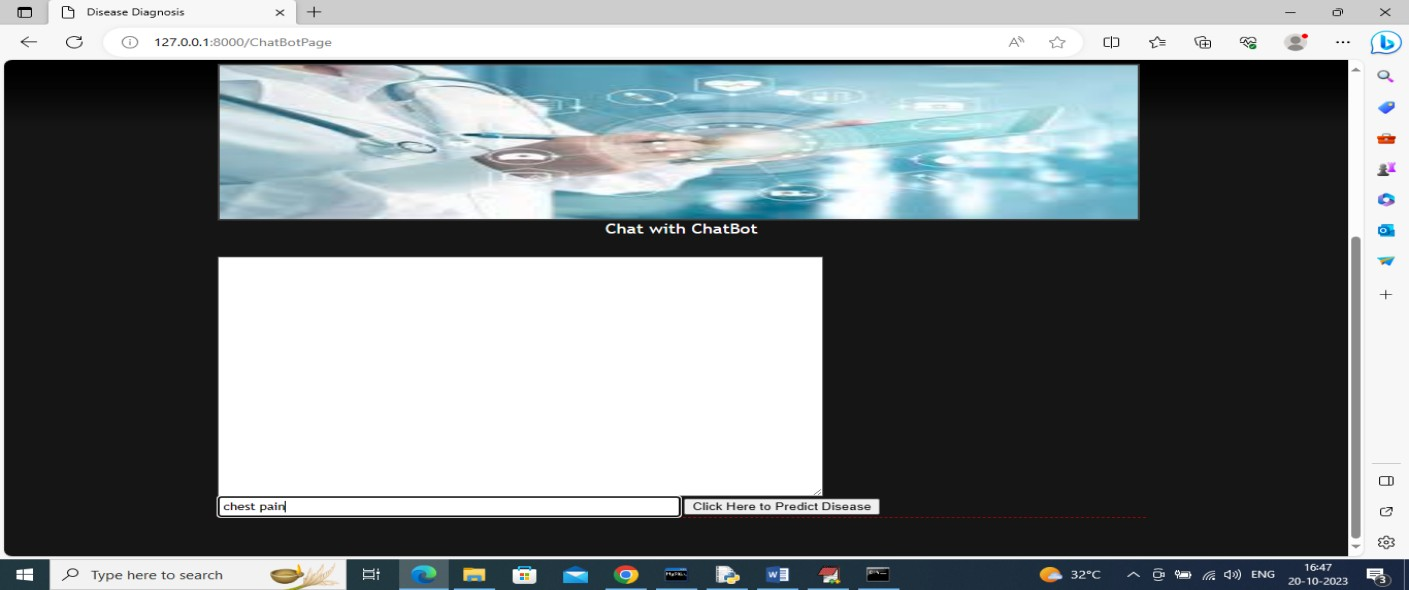 Disease Diagnosis
127.0.0.1:8000/ChatBotPage
Chat with ChatBot
chest pain
Click Here to Predict Disease
Type here to search
32°C
ENG
16:47
20-10-2023
3